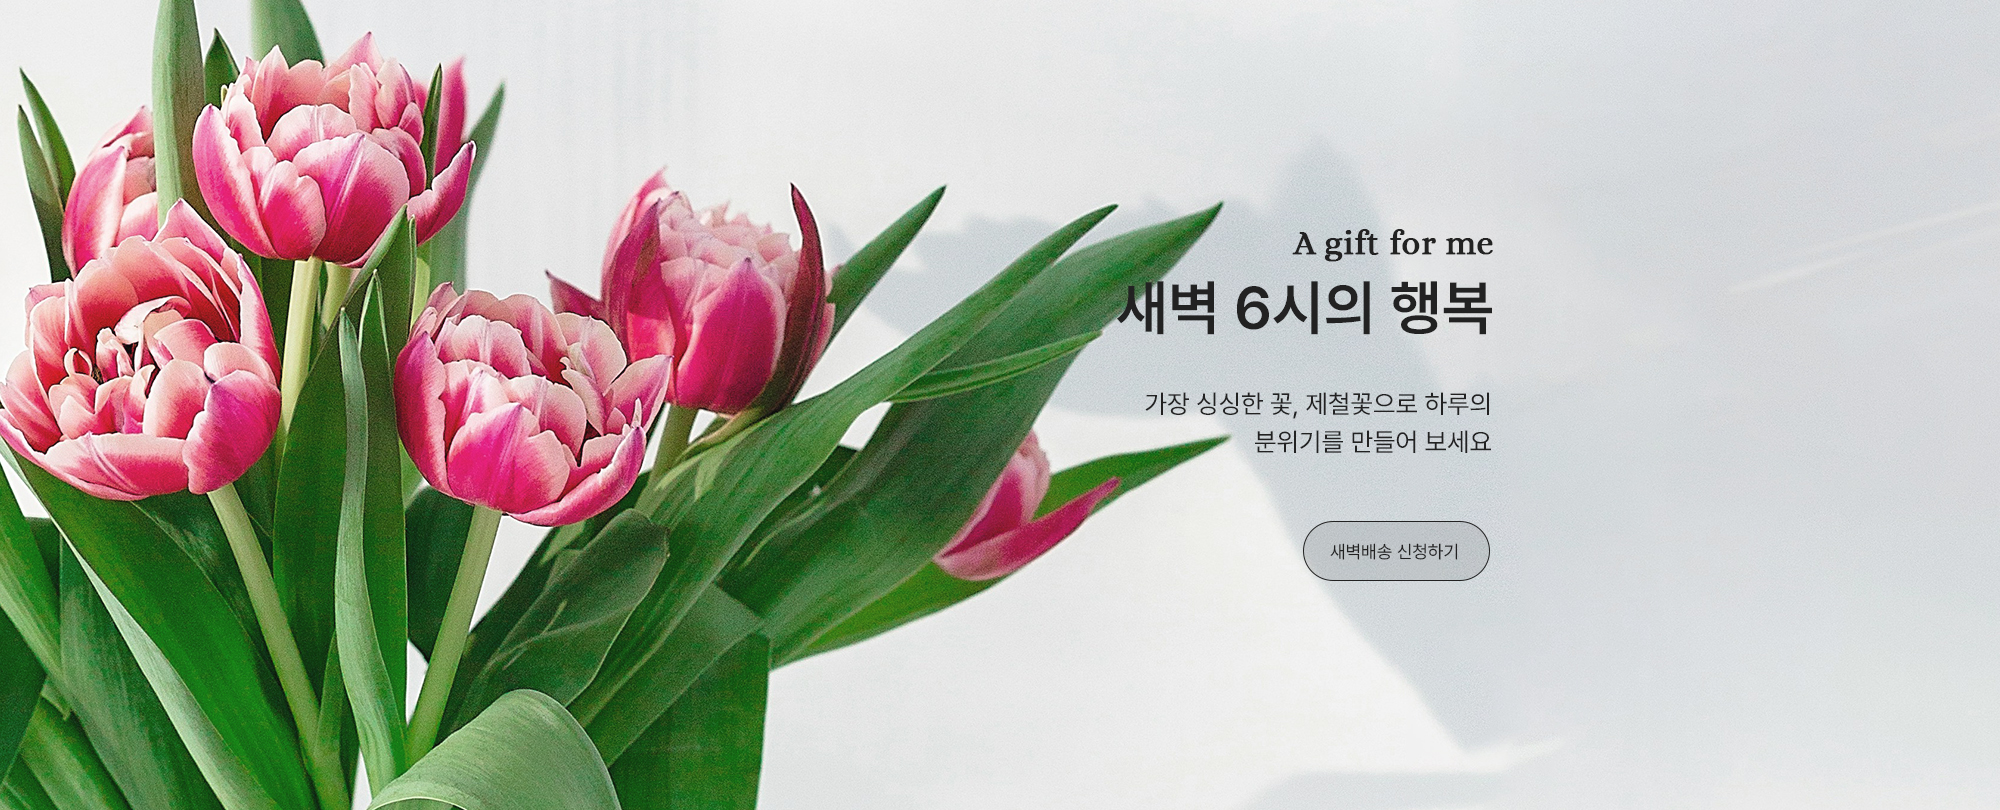 A gift for me
새벽 6시의 행복
가장 싱싱한 꽃, 제철꽃으로 하루의
분위기를 만들어 보세요
새벽배송 신청하기